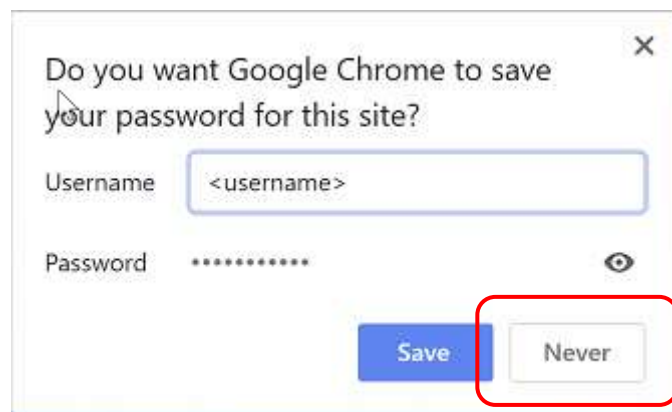 Do you want Google Chrome to save
your password for this site?
Username <username>
Password •••••••••••
Save Never